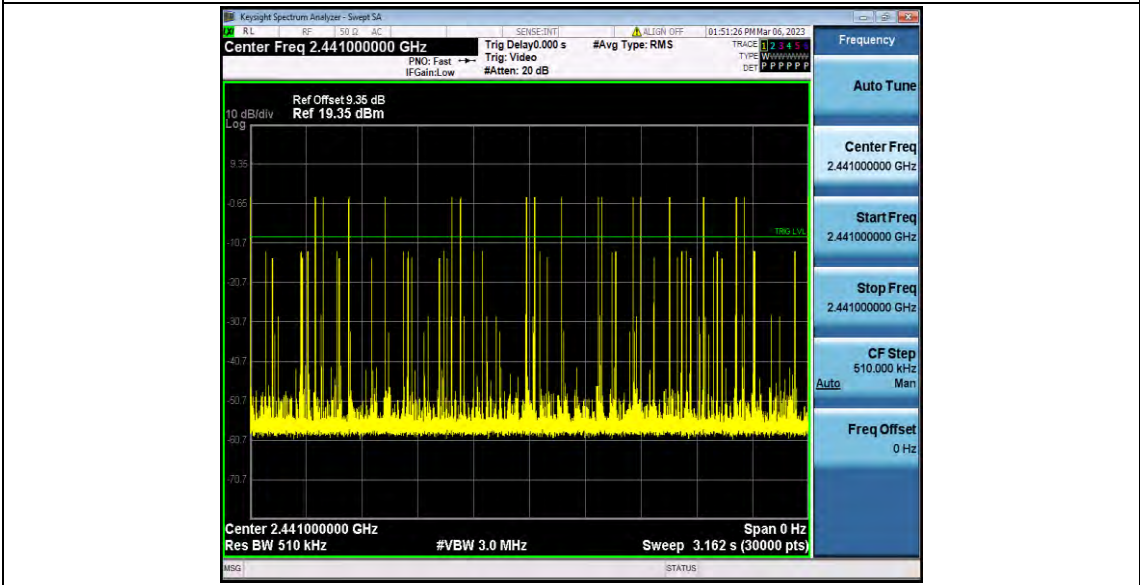 Keysight Spectrum Analyzer - Swept SA
RL RF 50 Ω AC SENSE:INT ALIGN OFF 01:51:26 PM Mar 06, 2023
Center Freq 2.441000000 GHz Trig Delay0.000 s #Avg Type: RMS TRACE 1 2 3 4 5 6
PNO: Fast Trig: Video TYPE W
IFGain:Low #Atten: 20 dB DET P P P P P P
Frequency
Auto Tune
Ref Offset 9.35 dB
10 dB/div Ref 19.35 dBm
Log
9.35
-0.65
TRIG LVL
-10.7
-20.7
-30.7
-40.7
-50.7
-60.7
-70.7
Center 2.441000000 GHz Span 0 Hz
Res BW 510 kHz #VBW 3.0 MHz Sweep 3.162 s (30000 pts)
Center Freq
2.441000000 GHz
Start Freq
2.441000000 GHz
Stop Freq
2.441000000 GHz
CF Step
510.000 kHz
Auto Man
Freq Offset
0 Hz
MSG STATUS